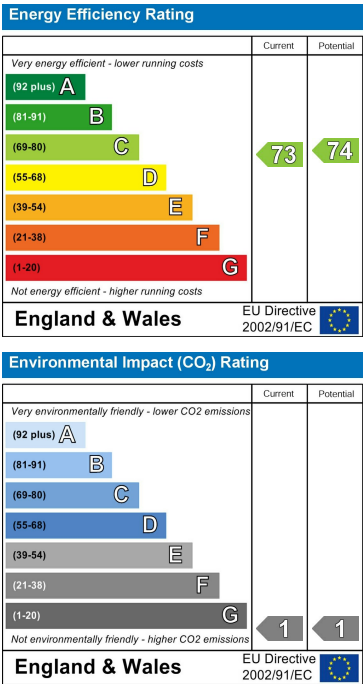 Energy Efficiency Rating
Current Potential
Very energy efficient - lower running costs
(92 plus) A
(81-91) B
(69-80) C
73 74
(55-68) D
(39-54) E
(21-38) F
(1-20) G
Not energy efficient - higher running costs
England & Wales
EU Directive
2002/91/EC
Environmental Impact (CO₂) Rating
Current Potential
Very environmentally friendly - lower CO2 emissions
(92 plus) A
(81-91) B
(69-80) C
(55-68) D
(39-54) E
(21-38) F
(1-20) G
1 1
Not environmentally friendly - higher CO2 emissions
England & Wales
EU Directive
2002/91/EC